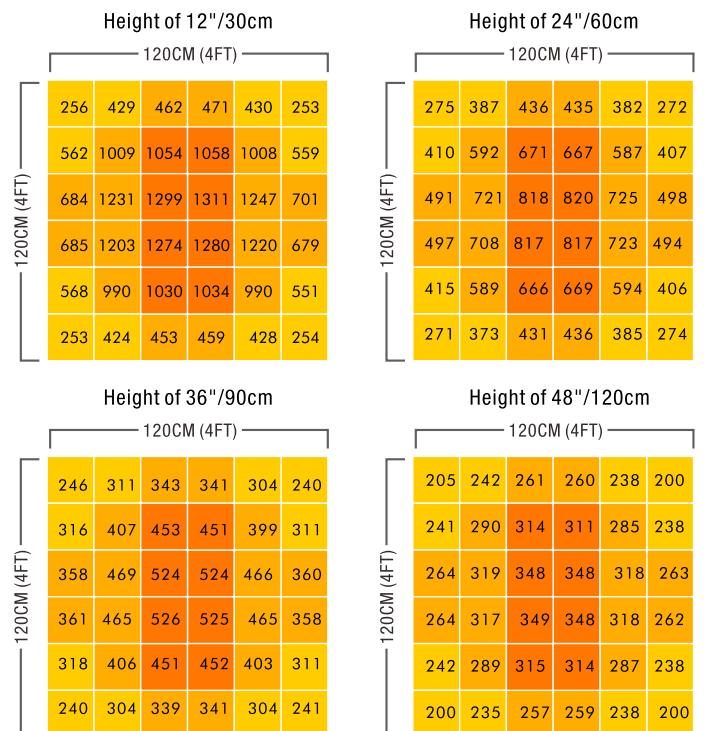 Height of 12"/30cm
120CM (4FT)
120CM (4FT)
256 429 462 471 430 253
562 1009 1054 1058 1008 559
684 1231 1299 1311 1247 701
685 1203 1274 1280 1220 679
568 990 1030 1034 990 551
253 424 453 459 428 254
Height of 24"/60cm
120CM (4FT)
120CM (4FT)
275 387 436 435 382 272
410 592 671 667 587 407
491 721 818 820 725 498
497 708 817 817 723 494
415 589 666 669 594 406
271 373 431 436 385 274
Height of 36"/90cm
120CM (4FT)
120CM (4FT)
246 311 343 341 304 240
316 407 453 451 399 311
358 469 524 524 466 360
361 465 526 525 465 358
318 406 451 452 403 311
240 304 339 341 304 241
Height of 48"/120cm
120CM (4FT)
120CM (4FT)
205 242 261 260 238 200
241 290 314 311 285 238
264 319 348 348 318 263
264 317 349 348 318 262
242 289 315 314 287 238
200 235 257 259 238 200